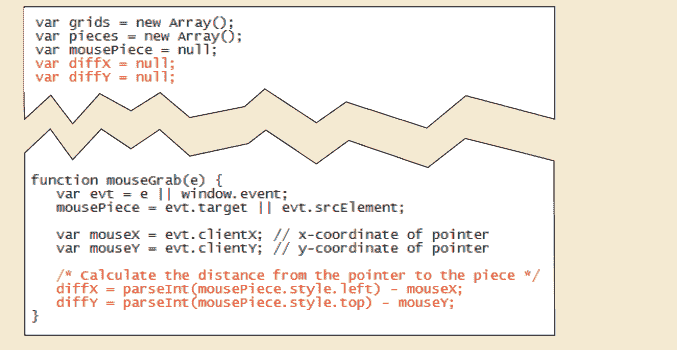 var grids = new Array();
var pieces = new Array();
var mousePiece = null;
var diffX = null;
var diffY = null;
function mouseGrab(e) {
var evt = e || window.event;
mousePiece = evt.target || evt.srcElement;
var mouseX = evt.clientX; // x-coordinate of pointer
var mouseY = evt.clientY; // y-coordinate of pointer
/* Calculate the distance from the pointer to the piece */
diffX = parseInt(mousePiece.style.left) - mouseX;
diffY = parseInt(mousePiece.style.top) - mouseY;
}